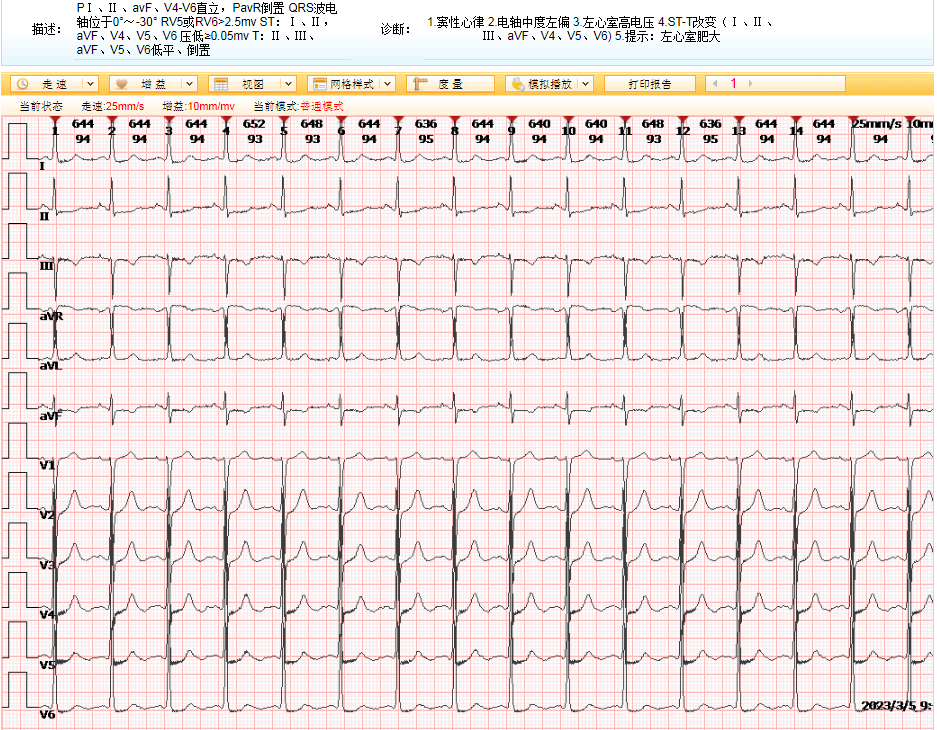 描述：
P I 、II 、avF、V4-V6直立，PavR倒置 QRS波电
轴位于0°～-30° RV5或RV6>2.5mv ST： I 、II ，
aVF、V4、V5、V6 压低≥0.05mv T： II 、III、
aVF、V5、V6低平、倒置
诊断：
1.窦性心律 2.电轴中度左偏 3.左心室高电压 4.ST-T改变（ I 、II 、
III、aVF、V4、V5、V6) 5.提示：左心室肥大
走 速 增 益 视图 网格样式 度 量 模拟播放 打印报告 1
当前状态 走速:25mm/s 增益:10mm/mv 当前模式:普通模式
1 644 2 644 3 644 4 652 5 648 6 644 7 636 8 644 9 640 10 640 11 648 12 636 13 644 14 644 25mm/s 10m
94 94 94 93 93 94 95 94 94 94 93 95 94 94 94
I
II
III
aVR
aVL
aVF
V1
V2
V3
V4
V5
V6
2023/3/5 9: